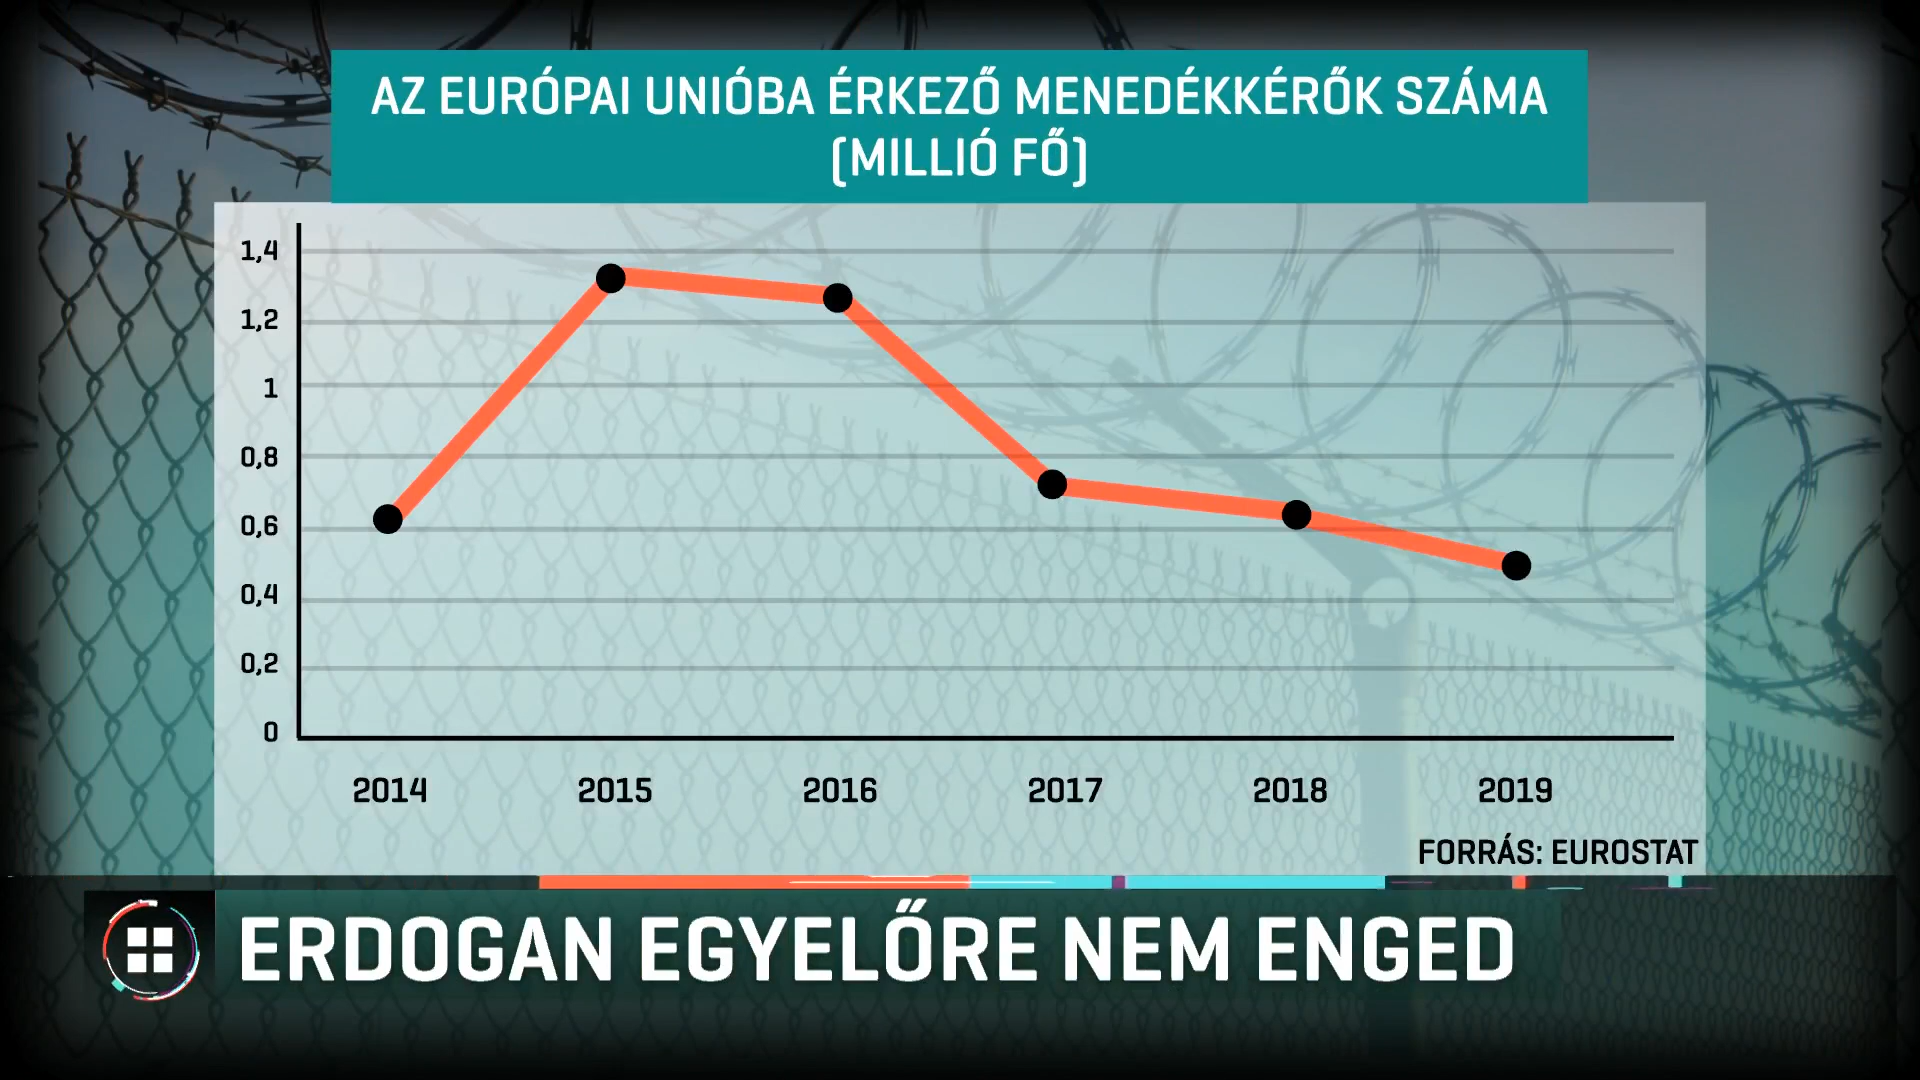 AZ EURÓPAI UNIÓBA ÉRKEZŐ MENEDÉKKÉRŐK SZÁMA
(MILLIÓ FŐ)
1,4
1,2
1
0,8
0,6
0,4
0,2
0
2014 2015 2016 2017 2018 2019
FORRÁS: EUROSTAT
ERDOGAN EGYELŐRE NEM ENGED